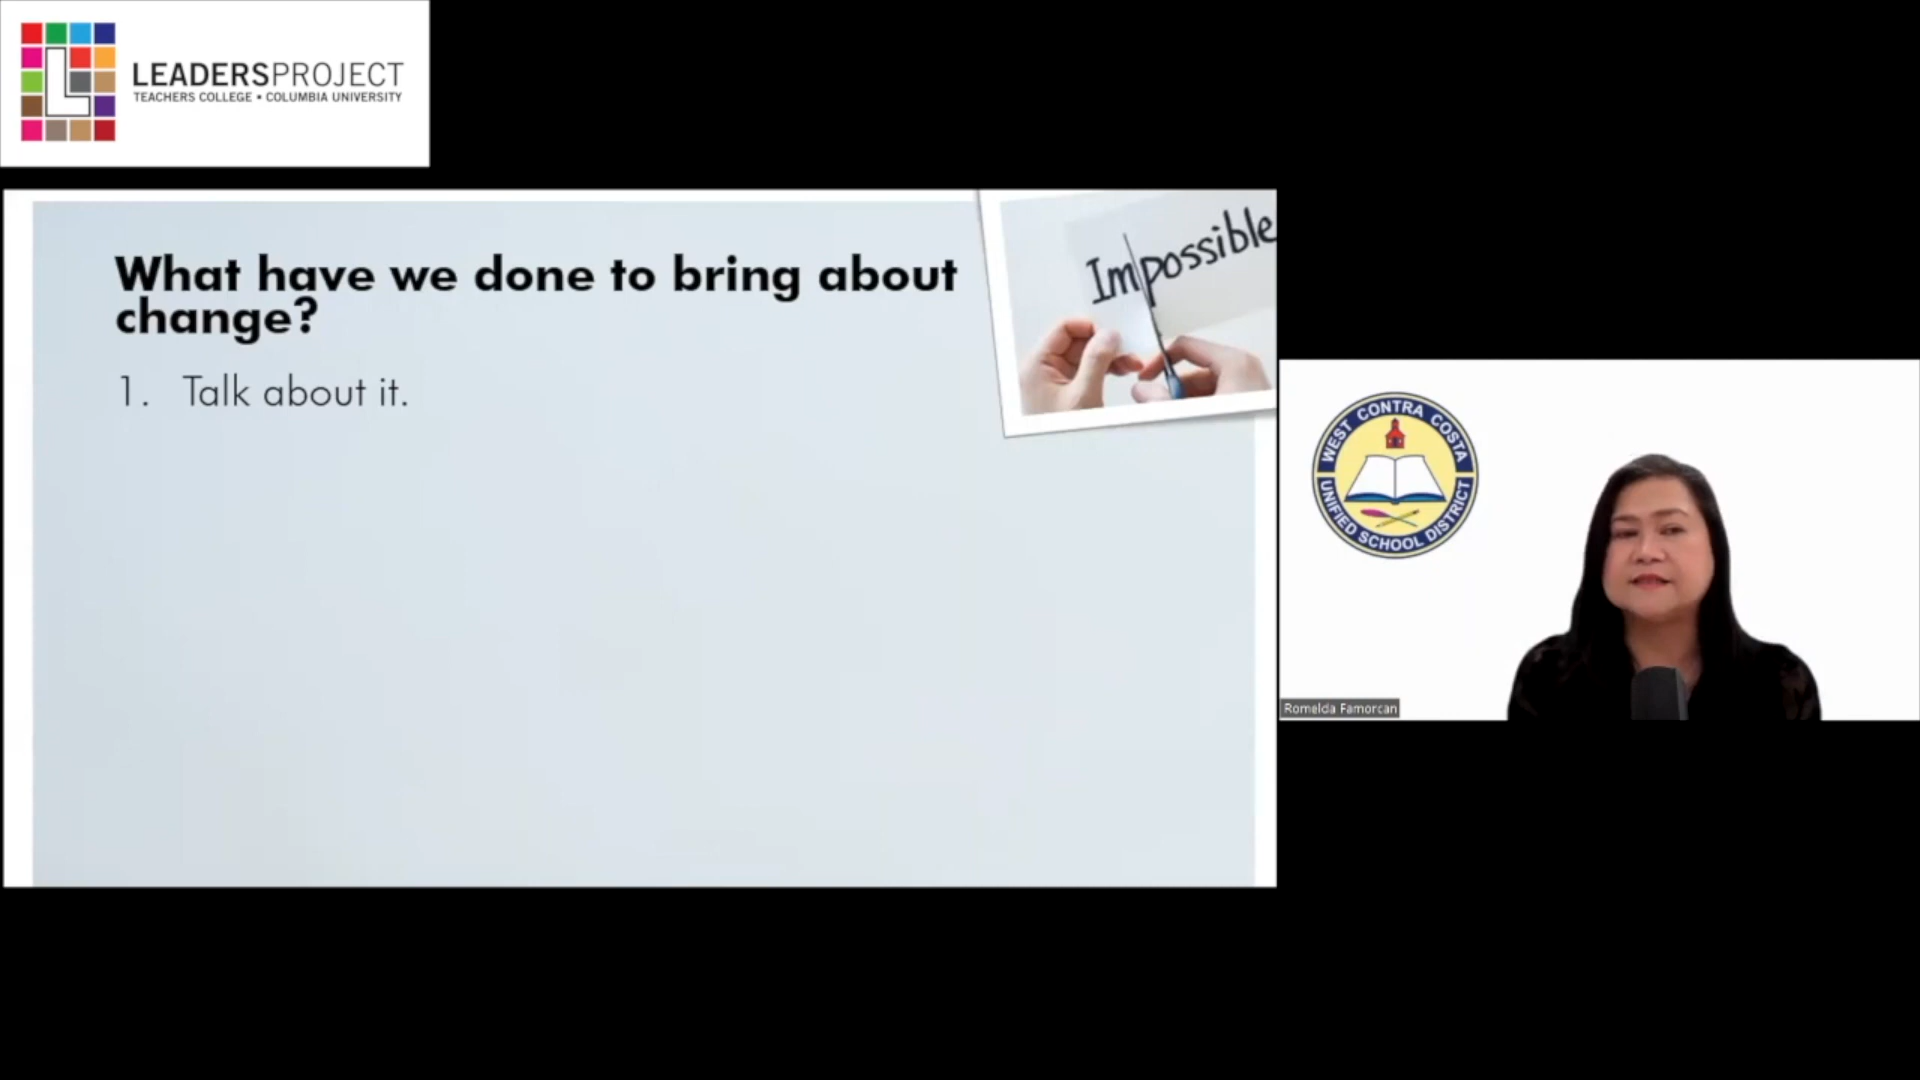 LEADERSPROJECT
TEACHERS COLLEGE • COLUMBIA UNIVERSITY
What have we done to bring about
change?
1. Talk about it.
Impossible
WEST CONTRA COSTA
UNIFIED SCHOOL DISTRICT
Romelda Famorcan